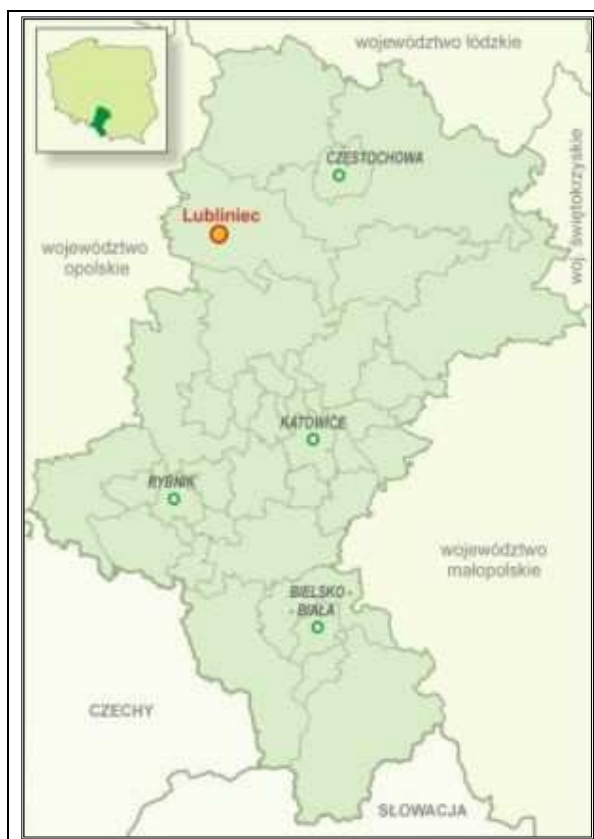 województwo łódzkie
CZĘSTOCHOWA
woj. świętokrzyskie
Lubliniec
województwo
opolskie
KATOWICE
RYBNIK
województwo
małopolskie
BIELSKO -
- BIAŁA
CZECHY
SŁOWACJA